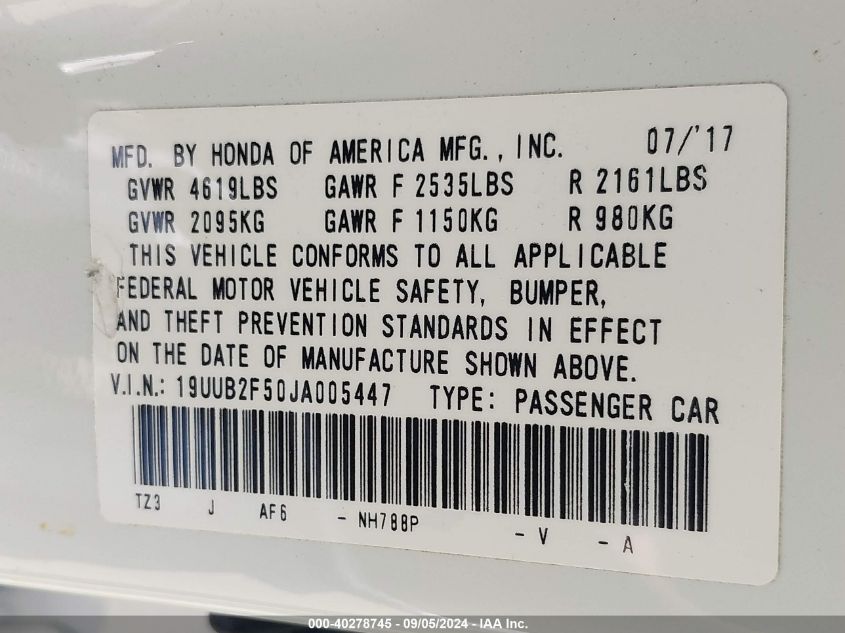 MFD. BY HONDA OF AMERICA MFG., INC. 07/'17
GVWR 4619LBS GAWR F 2535LBS R 2161LBS
GVWR 2095KG GAWR F 1150KG R 980KG
THIS VEHICLE CONFORMS TO ALL APPLICABLE
FEDERAL MOTOR VEHICLE SAFETY, BUMPER,
AND THEFT PREVENTION STANDARDS IN EFFECT
ON THE DATE OF MANUFACTURE SHOWN ABOVE.
V.I.N.: 19UUB2F50JA005447 TYPE: PASSENGER CAR
TZ3 J AF6 - NH788P - V - A
000-40278745 - 09/05/2024 - IAA Inc.